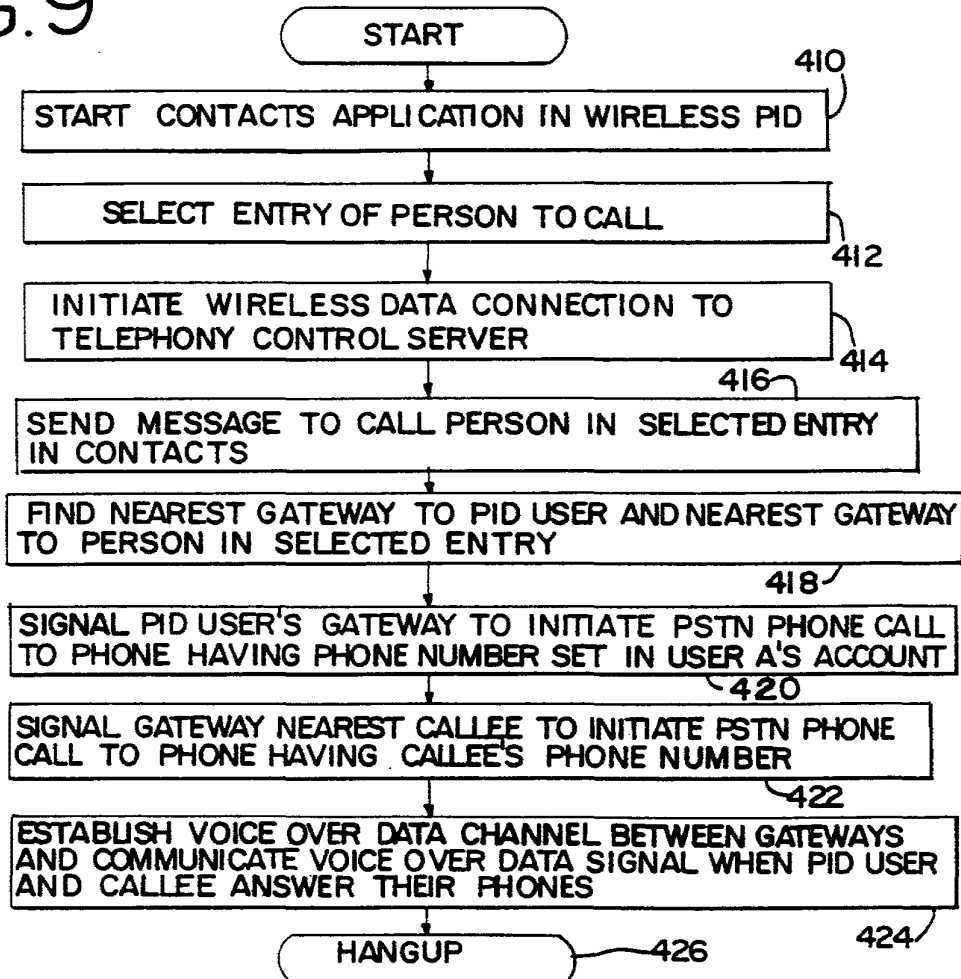 G.9
START
410
START CONTACTS APPLICATION IN WIRELESS PID
SELECT ENTRY OF PERSON TO CALL
412
INITIATE WIRELESS DATA CONNECTION TO
TELEPHONY CONTROL SERVER
414
416
SEND MESSAGE TO CALL PERSON IN SELECTED ENTRY
IN CONTACTS
FIND NEAREST GATEWAY TO PID USER AND NEAREST GATEWAY
TO PERSON IN SELECTED ENTRY
418
SIGNAL PID USER'S GATEWAY TO INITIATE PSTN PHONE CALL
TO PHONE HAVING PHONE NUMBER SET IN USER A'S ACCOUNT
420
SIGNAL GATEWAY NEAREST CALLEE TO INITIATE PSTN PHONE
CALL TO PHONE HAVING CALLEE'S PHONE NUMBER
422
ESTABLISH VOICE OVER DATA CHANNEL BETWEEN GATEWAYS
AND COMMUNICATE VOICE OVER DATA SIGNAL WHEN PID USER
AND CALLEE ANSWER THEIR PHONES
424
HANGUP
426